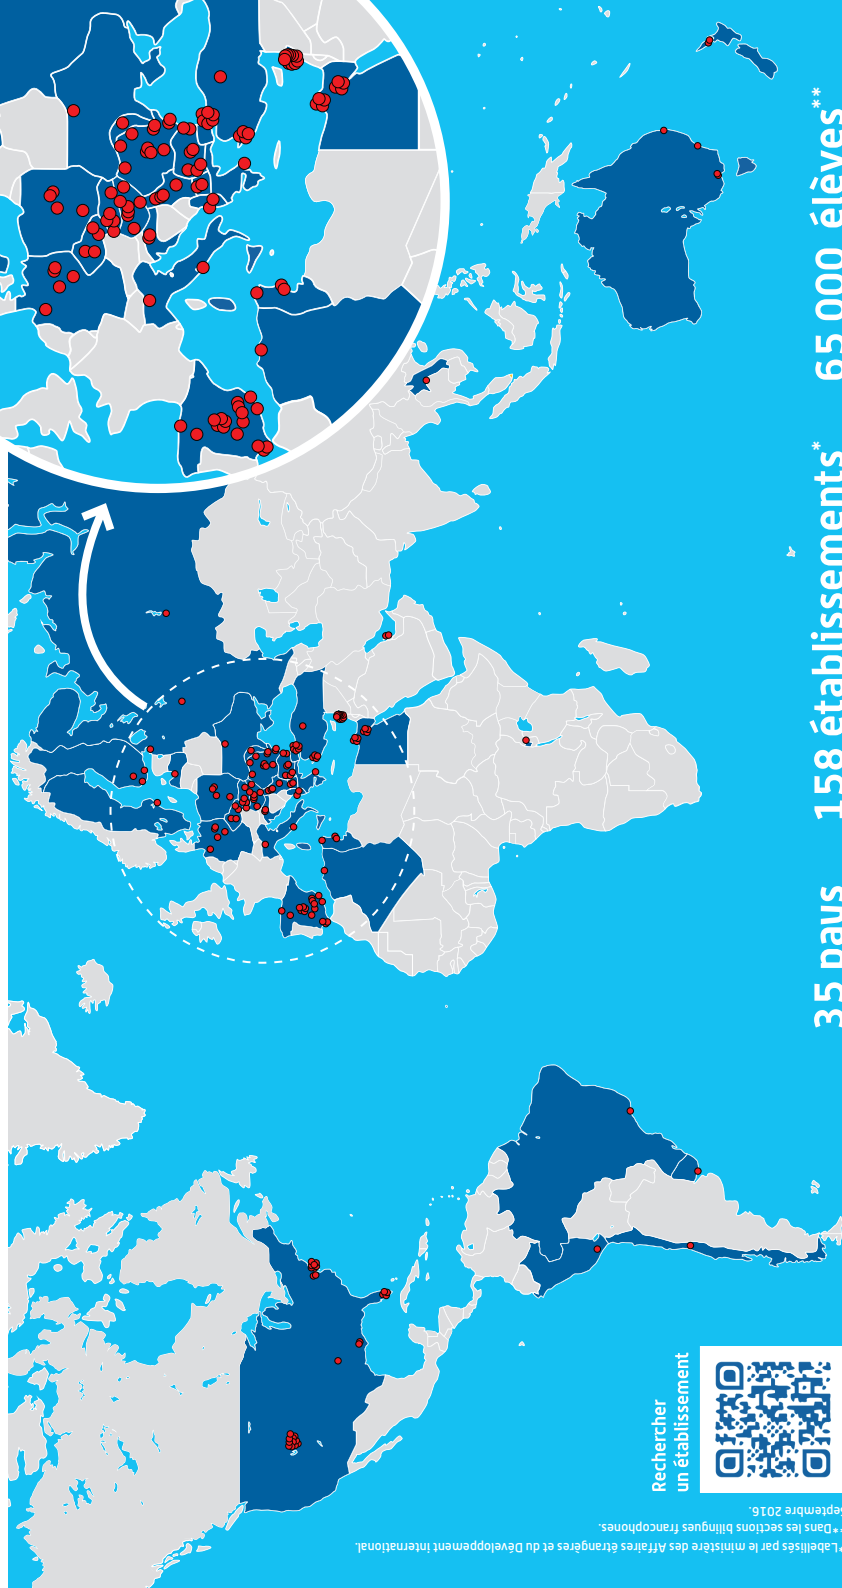 35 pays   158 établissements*   65 000 élèves**
Rechercher
un établissement
*Labellisés par le ministère des Affaires étrangères et du Développement international.
**Dans les sections bilingues francophones.
Septembre 2016.